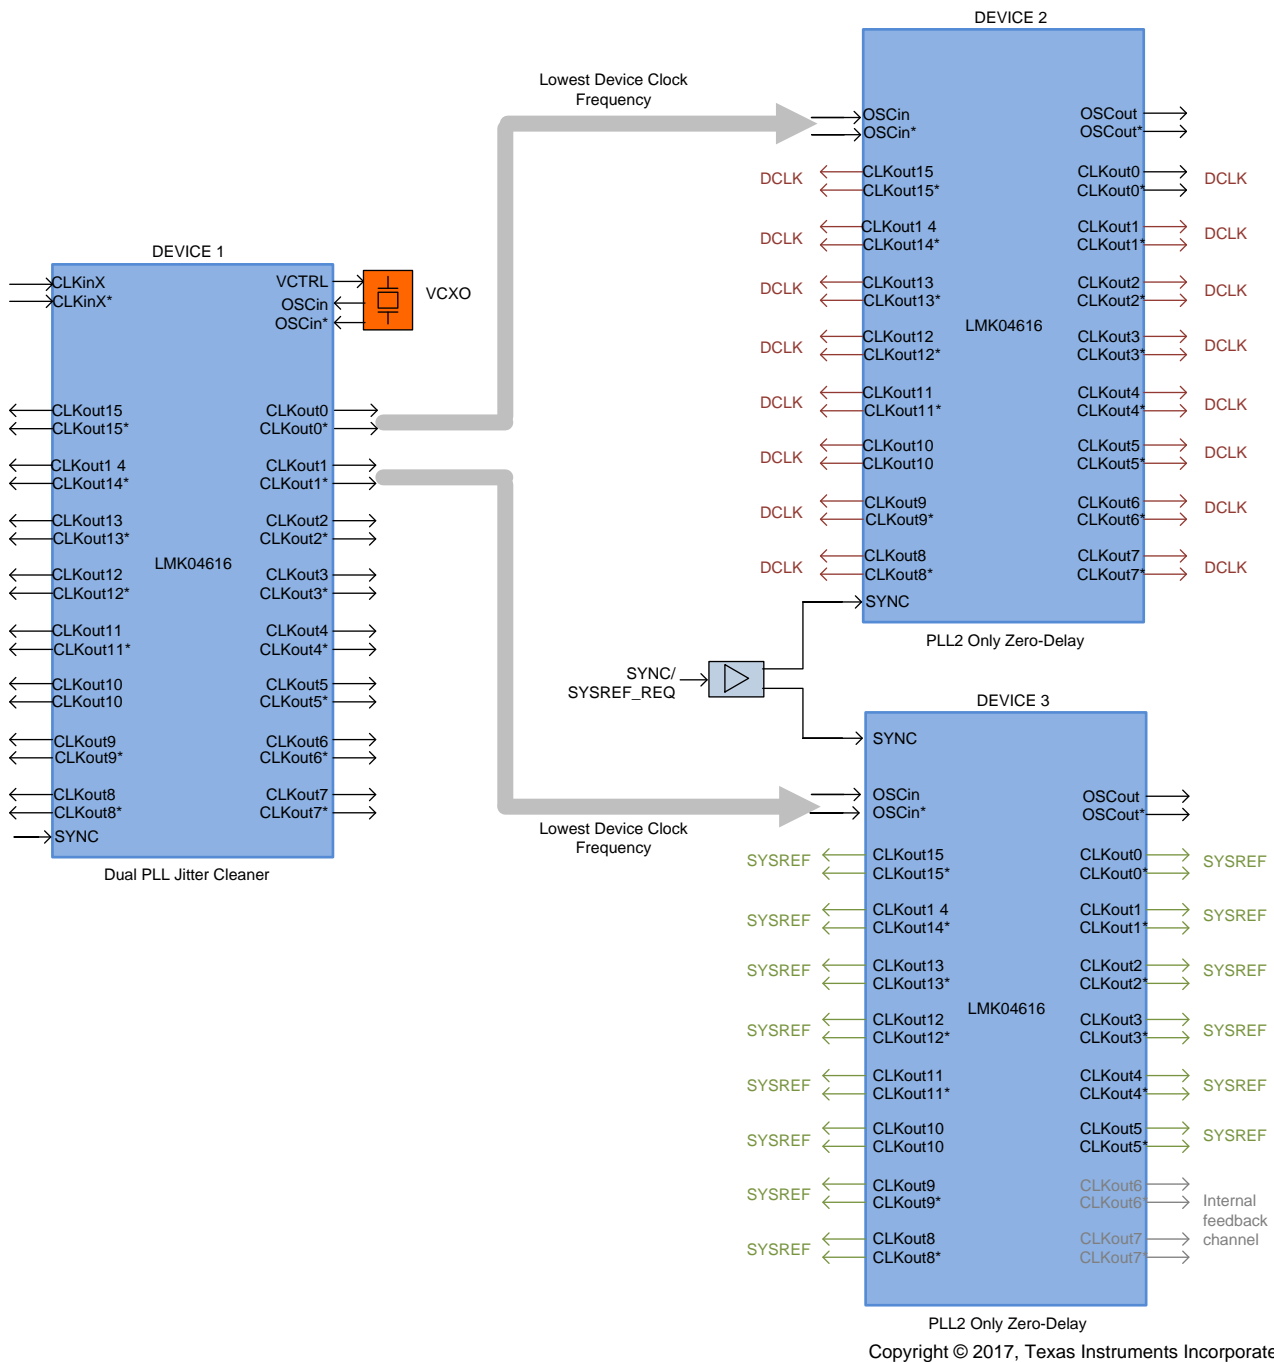 DEVICE 2
Lowest Device Clock
Frequency
OSCin
OSCin*
OSCout
OSCout*
DCLK
CLKout15
CLKout15*
CLKout0
CLKout0*
DCLK
DCLK
CLKout1 4
CLKout14*
CLKout1
CLKout1*
DCLK
DCLK
CLKout13
CLKout13*
CLKout2
CLKout2*
DCLK
DCLK
CLKout12
CLKout12*
LMK04616
CLKout3
CLKout3*
DCLK
DCLK
CLKout11
CLKout11*
CLKout4
CLKout4*
DCLK
DCLK
CLKout10
CLKout10
CLKout5
CLKout5*
DCLK
DCLK
CLKout9
CLKout9*
CLKout6
CLKout6*
DCLK
DCLK
CLKout8
CLKout8*
CLKout7
CLKout7*
DCLK
SYNC
PLL2 Only Zero-Delay
DEVICE 1
CLKinX
CLKinX*
VCTRL
OSCin
OSCin*
VCXO
CLKout15
CLKout15*
CLKout0
CLKout0*
CLKout1 4
CLKout14*
CLKout1
CLKout1*
CLKout13
CLKout13*
CLKout2
CLKout2*
LMK04616
CLKout12
CLKout12*
CLKout3
CLKout3*
CLKout11
CLKout11*
CLKout4
CLKout4*
CLKout10
CLKout10
CLKout5
CLKout5*
CLKout9
CLKout9*
CLKout6
CLKout6*
CLKout8
CLKout8*
CLKout7
CLKout7*
SYNC
Dual PLL Jitter Cleaner
SYNC/
SYSREF_REQ
DEVICE 3
SYNC
OSCin
OSCin*
OSCout
OSCout*
Lowest Device Clock
Frequency
SYSREF
CLKout15
CLKout15*
CLKout0
CLKout0*
SYSREF
SYSREF
CLKout1 4
CLKout14*
CLKout1
CLKout1*
SYSREF
SYSREF
CLKout13
CLKout13*
CLKout2
CLKout2*
SYSREF
LMK04616
SYSREF
CLKout12
CLKout12*
CLKout3
CLKout3*
SYSREF
SYSREF
CLKout11
CLKout11*
CLKout4
CLKout4*
SYSREF
SYSREF
CLKout10
CLKout10
CLKout5
CLKout5*
SYSREF
SYSREF
CLKout9
CLKout9*
CLKout6
CLKout6*
Internal
feedback
channel
SYSREF
CLKout8
CLKout8*
CLKout7
CLKout7*
PLL2 Only Zero-Delay
Copyright © 2017, Texas Instruments Incorporate